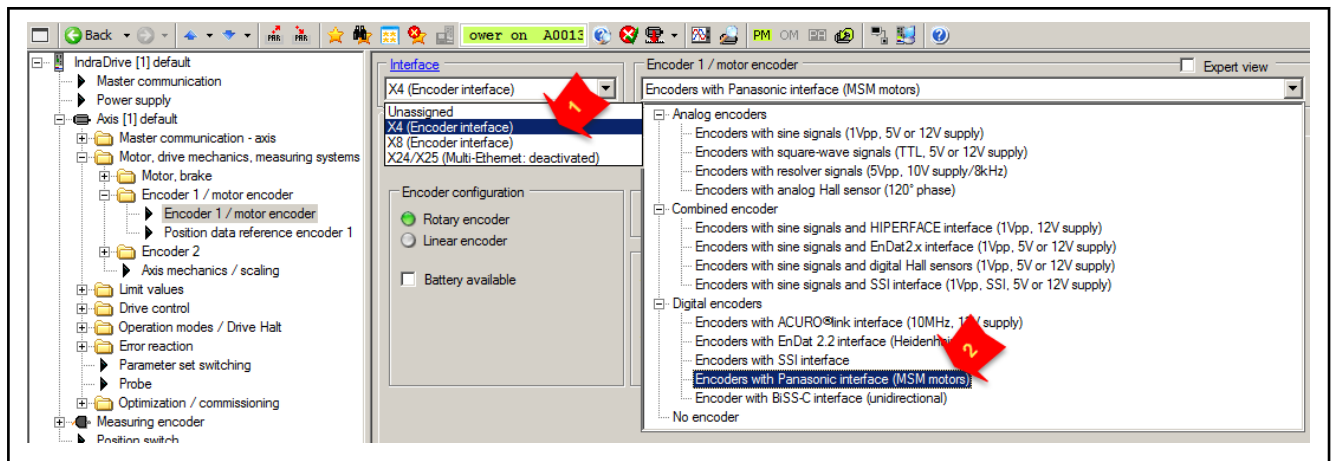 Back
PAR
PAR
ower on A0013
PM OM PA
IndraDrive [1] default
Master communication
Power supply
Axis [1] default
Master communication - axis
Motor, drive mechanics, measuring systems
Motor, brake
Encoder 1 / motor encoder
Encoder 1 / motor encoder
Position data reference encoder 1
Encoder 2
Axis mechanics / scaling
Limit values
Drive control
Operation modes / Drive Halt
Error reaction
Parameter set switching
Probe
Optimization / commissioning
Measuring encoder
Position switch
Interface
X4 (Encoder interface)
Unassigned
X4 (Encoder interface)
X8 (Encoder interface)
X24/X25 (Multi-Ethernet: deactivated)
1
Encoder configuration
Rotary encoder
Linear encoder
Battery available
Encoder 1 / motor encoder
Expert view
Encoders with Panasonic interface (MSM motors)
Analog encoders
Encoders with sine signals (1Vpp, 5V or 12V supply)
Encoders with square-wave signals (TTL, 5V or 12V supply)
Encoders with resolver signals (5Vpp, 10V supply/8kHz)
Encoders with analog Hall sensor (120° phase)
Combined encoder
Encoders with sine signals and HIPERFACE interface (1Vpp, 12V supply)
Encoders with sine signals and EnDat2.x interface (1Vpp, 5V or 12V supply)
Encoders with sine signals and digital Hall sensors (1Vpp, 5V or 12V supply)
Encoders with sine signals and SSI interface (1Vpp, SSI, 5V or 12V supply)
Digital encoders
Encoders with ACURO®link interface (10MHz, supply)
Encoders with EnDat 2.2 interface
2
Encoders with SSI interface
Encoders with Panasonic interface (MSM motors)
Encoder with BiSS-C interface (unidirectional)
No encoder